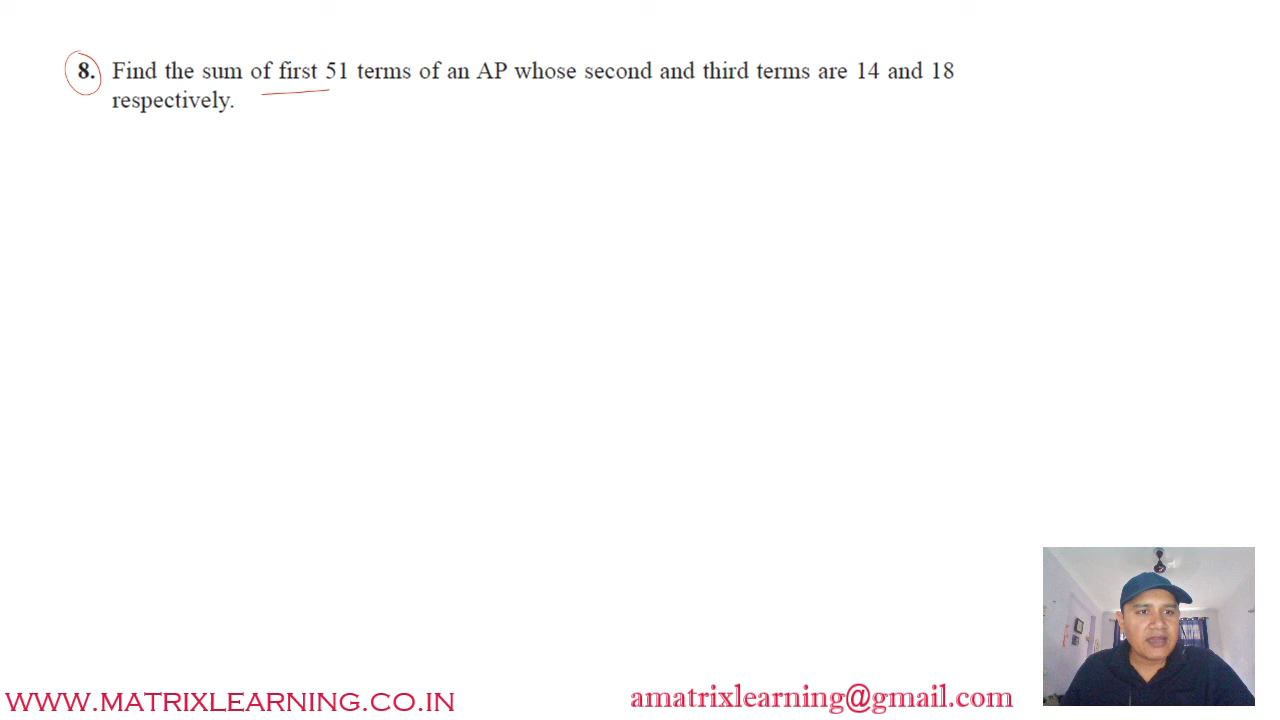 8. Find the sum of first 51 terms of an AP whose second and third terms are 14 and 18
respectively.
WWW.MATRIXLEARNING.CO.IN
amatrixlearning@gmail.com